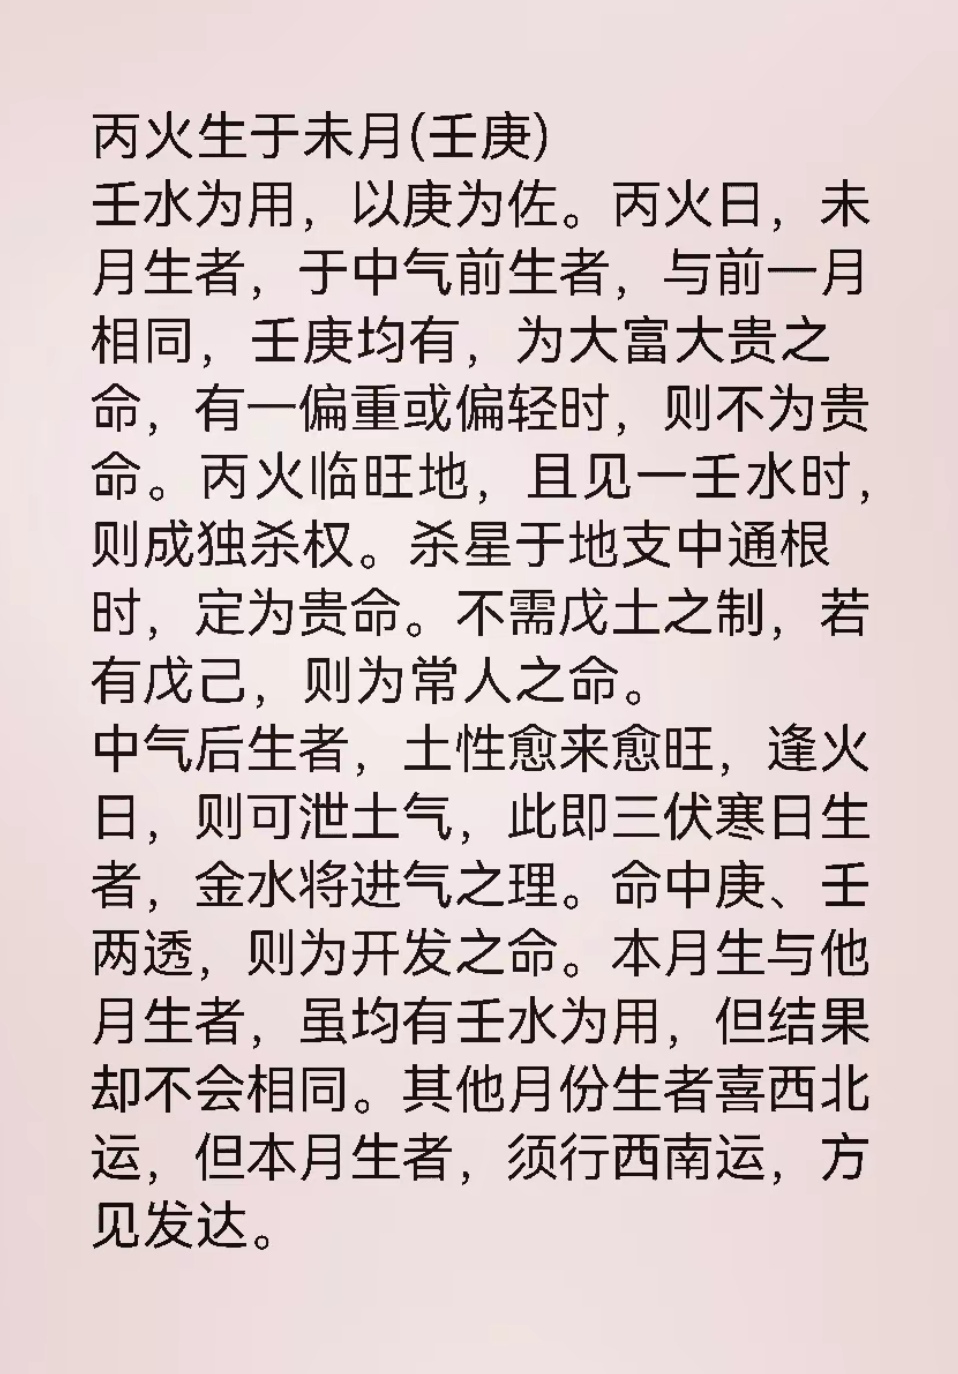 丙火生于未月(壬庚)
壬水为用，以庚为佐。丙火日，未
月生者，于中气前生者，与前一月
相同，壬庚均有，为大富大贵之
命，有一偏重或偏轻时，则不为贵
命。丙火临旺地，且见一壬水时，
则成独杀权。杀星于地支中通根
时，定为贵命。不需戊土之制，若
有戊己，则为常人之命。
中气后生者，土性愈来愈旺，逢火
日，则可泄土气，此即三伏寒日生
者，金水将进气之理。命中庚、壬
两透，则为开发之命。本月生与他
月生者，虽均有壬水为用，但结果
却不会相同。其他月份生者喜西北
运，但本月生者，须行西南运，方
见发达。